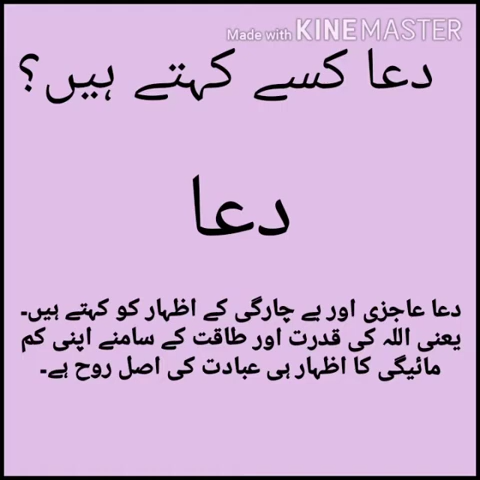 Made with KINEMASTER
دعا کسے کہتے ہیں؟
دعا
دعا عاجزی اور بے چارگی کے اظہار کو کہتے ہیں۔
یعنی اللہ کی قدرت اور طاقت کے سامنے اپنی کم
مائیگی کا اظہار ہی عبادت کی اصل روح ہے۔